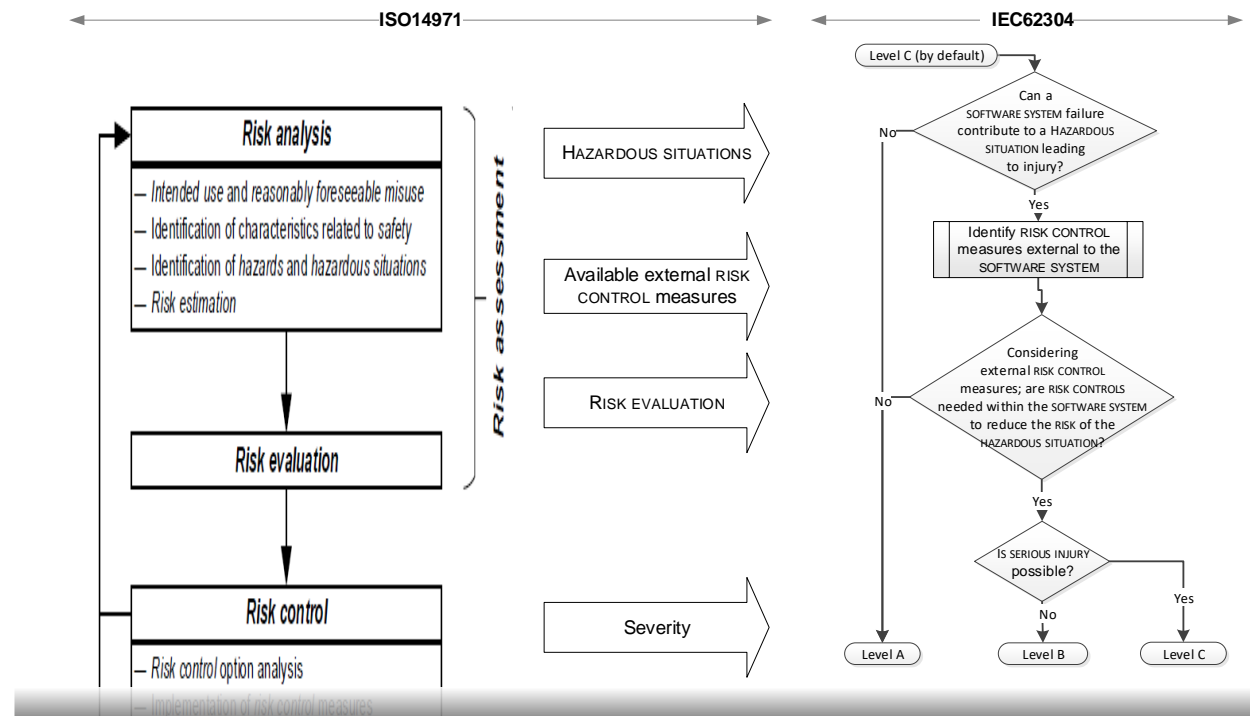 ISO14971
IEC62304
Risk analysis
— Intended use and reasonably foreseeable misuse
— Identification of characteristics related to safety
— Identification of hazards and hazardous situations
— Risk estimation
Risk evaluation
Risk control
— Risk control option analysis
— Implementation of risk control measures
Risk assessment
HAZARDOUS SITUATIONS
Available external RISK
CONTROL measures
RISK EVALUATION
Severity
Level C (by default)
Can a
SOFTWARE SYSTEM failure
contribute to a HAZARDOUS
SITUATION leading
to injury?
No
Yes
Identify RISK CONTROL
measures external to the
SOFTWARE SYSTEM
Considering
external RISK CONTROL
measures; are RISK CONTROLS
needed within the SOFTWARE SYSTEM
to reduce the RISK of the
HAZARDOUS SITUATION?
No
Yes
IS SERIOUS INJURY
possible?
Yes
No
Level A
Level B
Level C